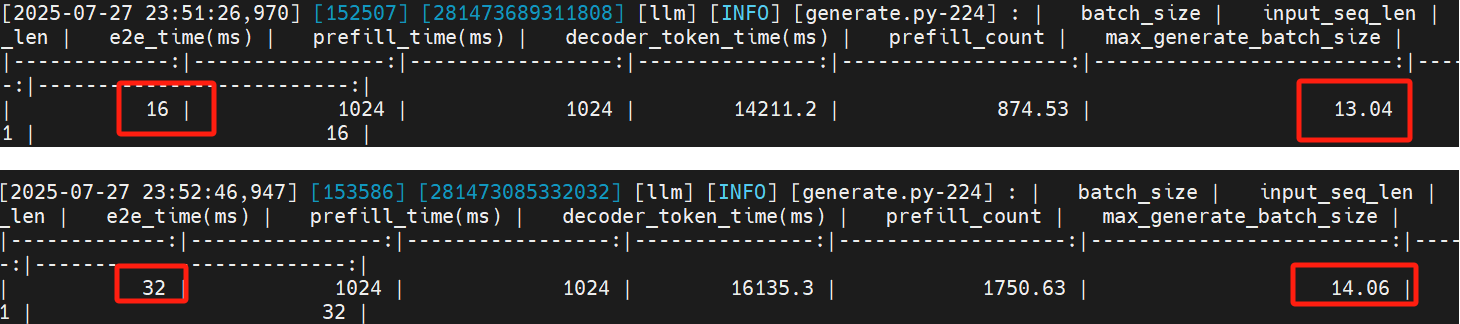 [2025-07-27 23:51:26,970] [152507] [281473689311808] [llm] [INFO] [generate.py-224] : |    batch_size |    input_seq_len |
_len |    e2e_time(ms) |    prefill_time(ms) |    decoder_token_time(ms) |    prefill_count |    max_generate_batch_size |
|--------------:|----------------:|-----------------:|---------------:|-------------------:|-------------------------:|----
-:|--------------------------:|
|            16 |            1024 |             1024 |        14211.2 |             874.53 |                    13.04
1 |                        16 |
[2025-07-27 23:52:46,947] [153586] [281473085332032] [llm] [INFO] [generate.py-224] : |    batch_size |    input_seq_len |
_len |    e2e_time(ms) |    prefill_time(ms) |    decoder_token_time(ms) |    prefill_count |    max_generate_batch_size |
|-------------:|----------------:|-----------------:|----------------:|-------------------:|-------------------------:|----
-:|--------------------------:|
|            32 |            1024 |             1024 |        16135.3 |            1750.63 |                    14.06 |
1 |                        32 |